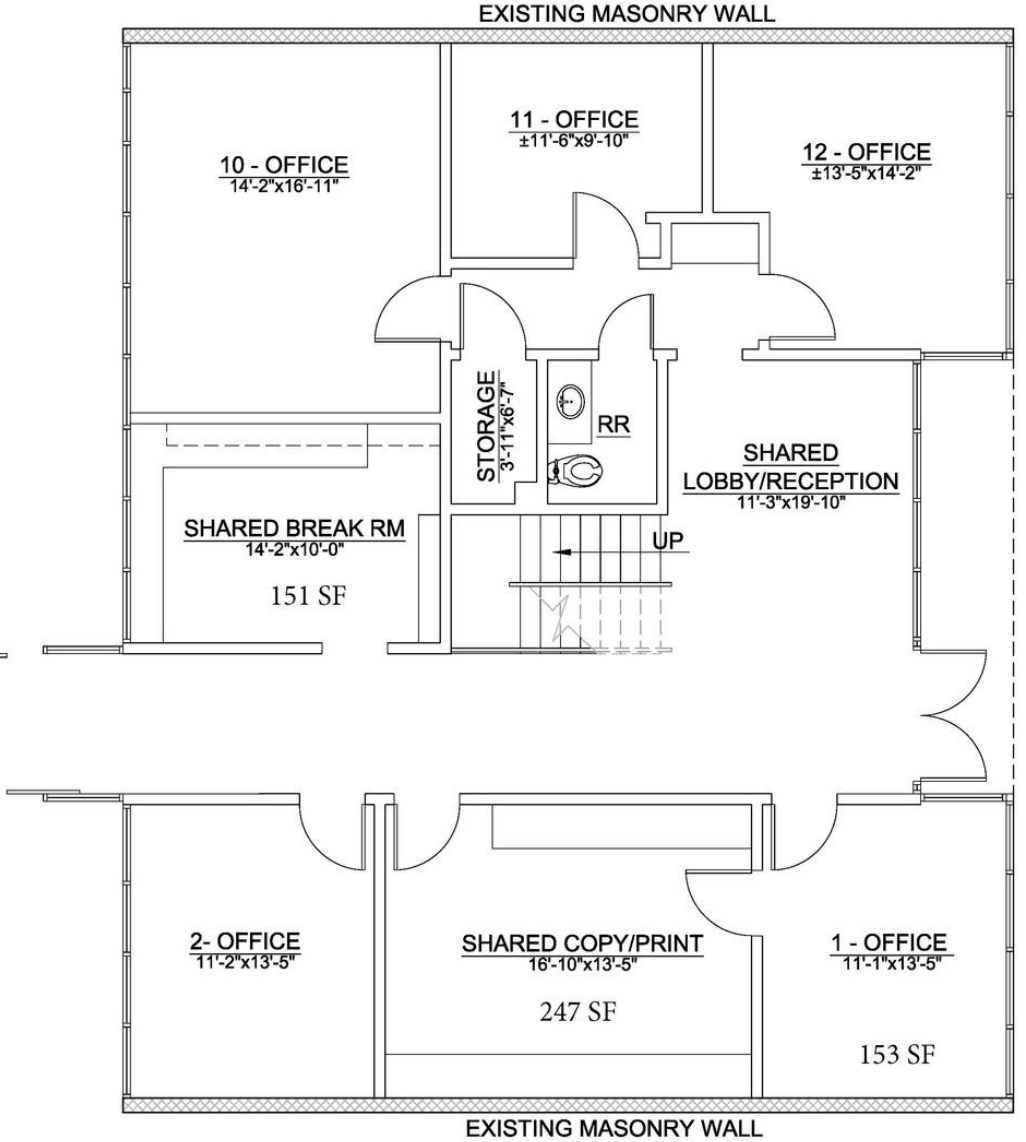 EXISTING MASONRY WALL
11 - OFFICE
±11'-6"x9'-10"
10 - OFFICE
14'-2"x16'-11"
12 - OFFICE
±13'-5"x14'-2"
STORAGE
3'-11"x6'-7"
RR
SHARED
LOBBY/RECEPTION
11'-3"x19'-10"
SHARED BREAK RM
14'-2"x10'-0"
UP
151 SF
2- OFFICE
11'-2"x13'-5"
SHARED COPY/PRINT
16'-10"x13'-5"
1 - OFFICE
11'-1"x13'-5"
247 SF
153 SF
EXISTING MASONRY WALL